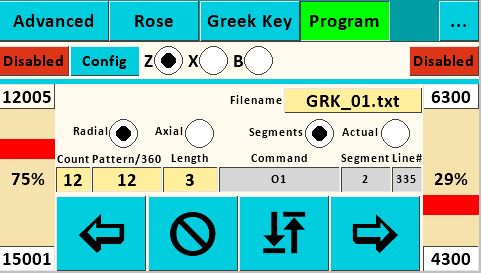 Advanced Rose Greek Key Program ...
Disabled Config Z X B Disabled
12005 Filename GRK_01.txt 6300
Radial Axial Segments Actual
Count Pattern/360 Length Command Segment Line#
75% 12 12 3 O1 2 335 29%
15001 4300